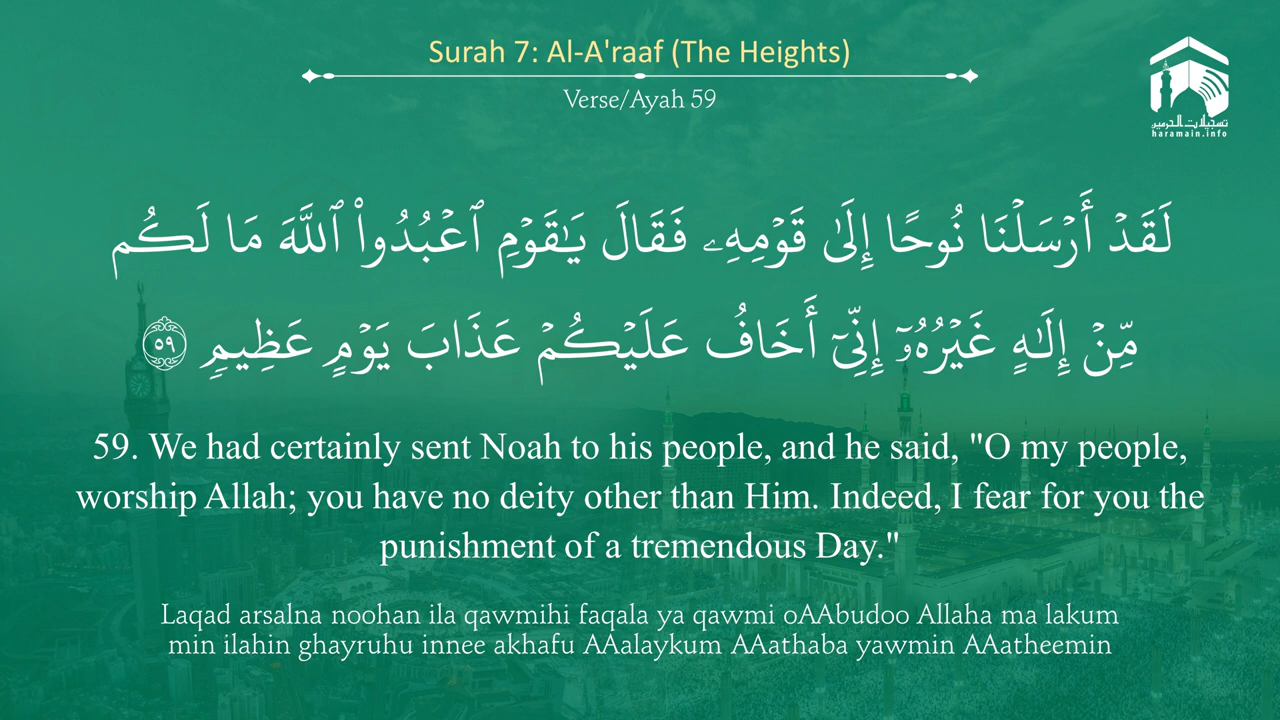 Surah 7: Al-A'raaf (The Heights)
Verse/Ayah 59
تسجيلات الحرمين
haramain.info
لَقَدۡ أَرۡسَلۡنَا نُوحًا إِلَىٰ قَوۡمِهِۦ فَقَالَ يَـٰقَوۡمِ ٱعۡبُدُواْ ٱللَّهَ مَا لَكُم
مِّنۡ إِلَـٰهٍ غَيۡرُهُۥٓ إِنِّيٓ أَخَافُ عَلَيۡكُمۡ عَذَابَ يَوۡمٍ عَظِيمٍ ٥٩
59. We had certainly sent Noah to his people, and he said, "O my people,
worship Allah; you have no deity other than Him. Indeed, I fear for you the
punishment of a tremendous Day."
Laqad arsalna noohan ila qawmihi faqala ya qawmi oAAbudoo Allaha ma lakum
min ilahin ghayruhu innee akhafu AAalaykum AAathaba yawmin AAatheemin